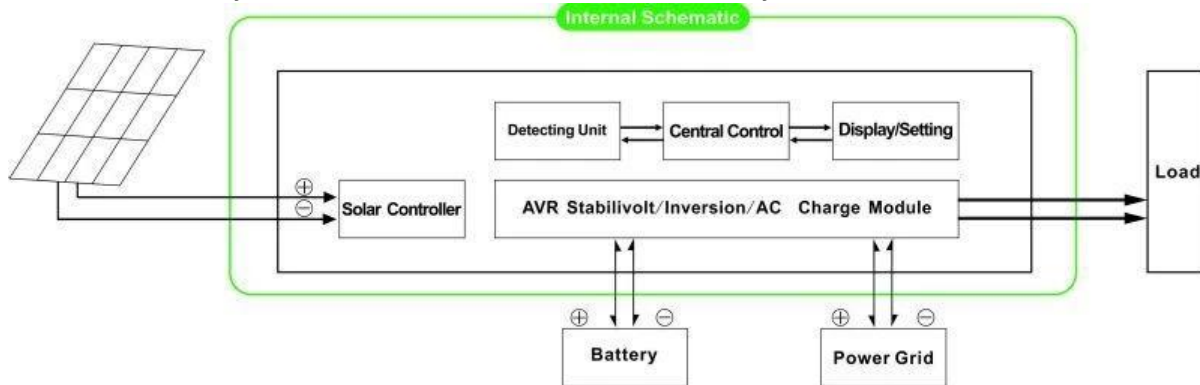 Internal Schematic
Detecting Unit
Central Control
Display/Setting
Load
+
−
Solar Controller
AVR Stabilivolt/Inversion/AC Charge Module
+ −
+ −
Battery
Power Grid